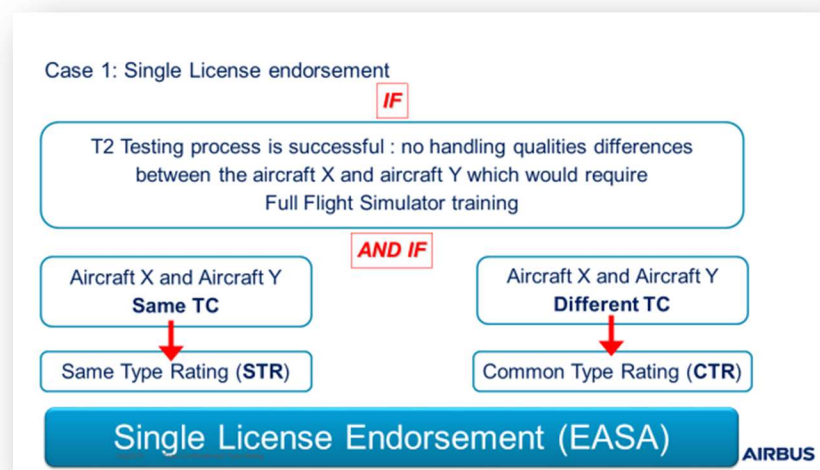 Case 1: Single License endorsement
IF
T2 Testing process is successful : no handling qualities differences
between the aircraft X and aircraft Y which would require
Full Flight Simulator training
AND IF
Aircraft X and Aircraft Y
Same TC
Aircraft X and Aircraft Y
Different TC
Same Type Rating (STR)
Common Type Rating (CTR)
Single License Endorsement (EASA)
AIRBUS